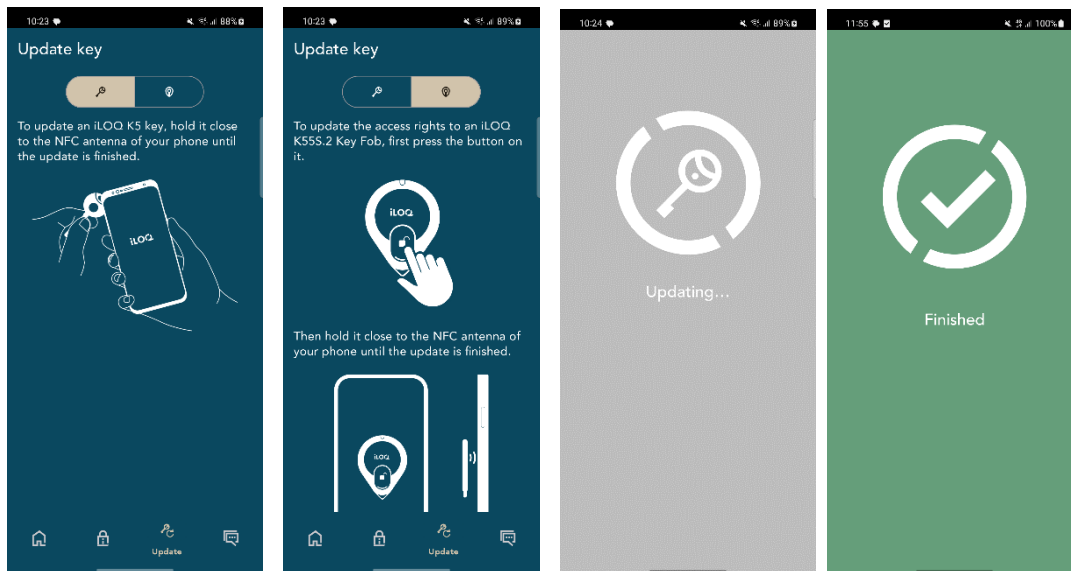 10:23 88%
Update key
To update an iLOQ K5 key, hold it close
to the NFC antenna of your phone until
the update is finished.
iLOQ
Update
10:23 89%
Update key
To update the access rights to an iLOQ
K55S.2 Key Fob, first press the button on
it.
iLOQ
Then hold it close to the NFC antenna of
your phone until the update is finished.
iLOQ
Update
10:24 89%
Updating...
11:55 100%
Finished